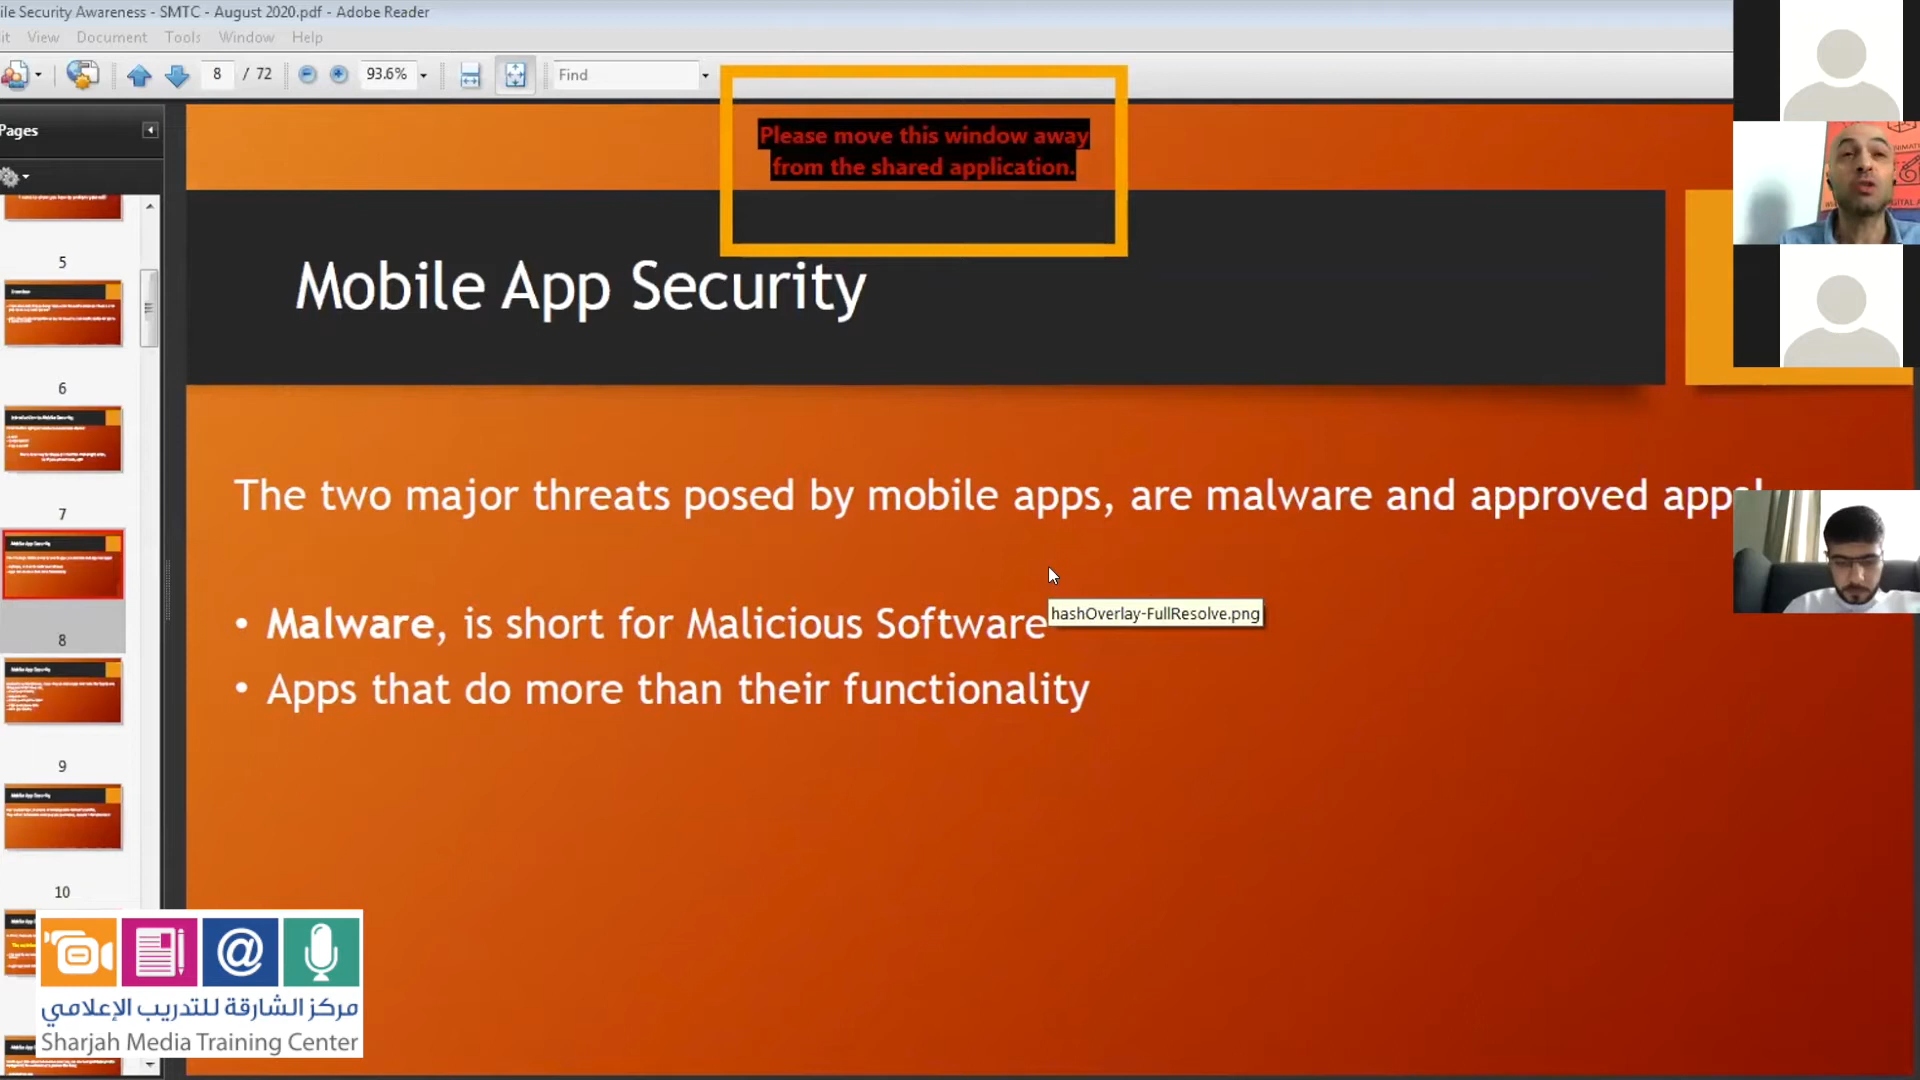 ile Security Awareness - SMTC - August 2020.pdf - Adobe Reader
it View Document Tools Window Help
8 / 72 93.6% Find
Please move this window away
from the shared application.
Pages
Mobile App Security
The two major threats posed by mobile apps, are malware and approved apps!
• Malware, is short for Malicious Software
hashOverlay-FullResolve.png
• Apps that do more than their functionality
5
6
7
8
9
10
مركز الشارقة للتدريب الإعلامي
Sharjah Media Training Center